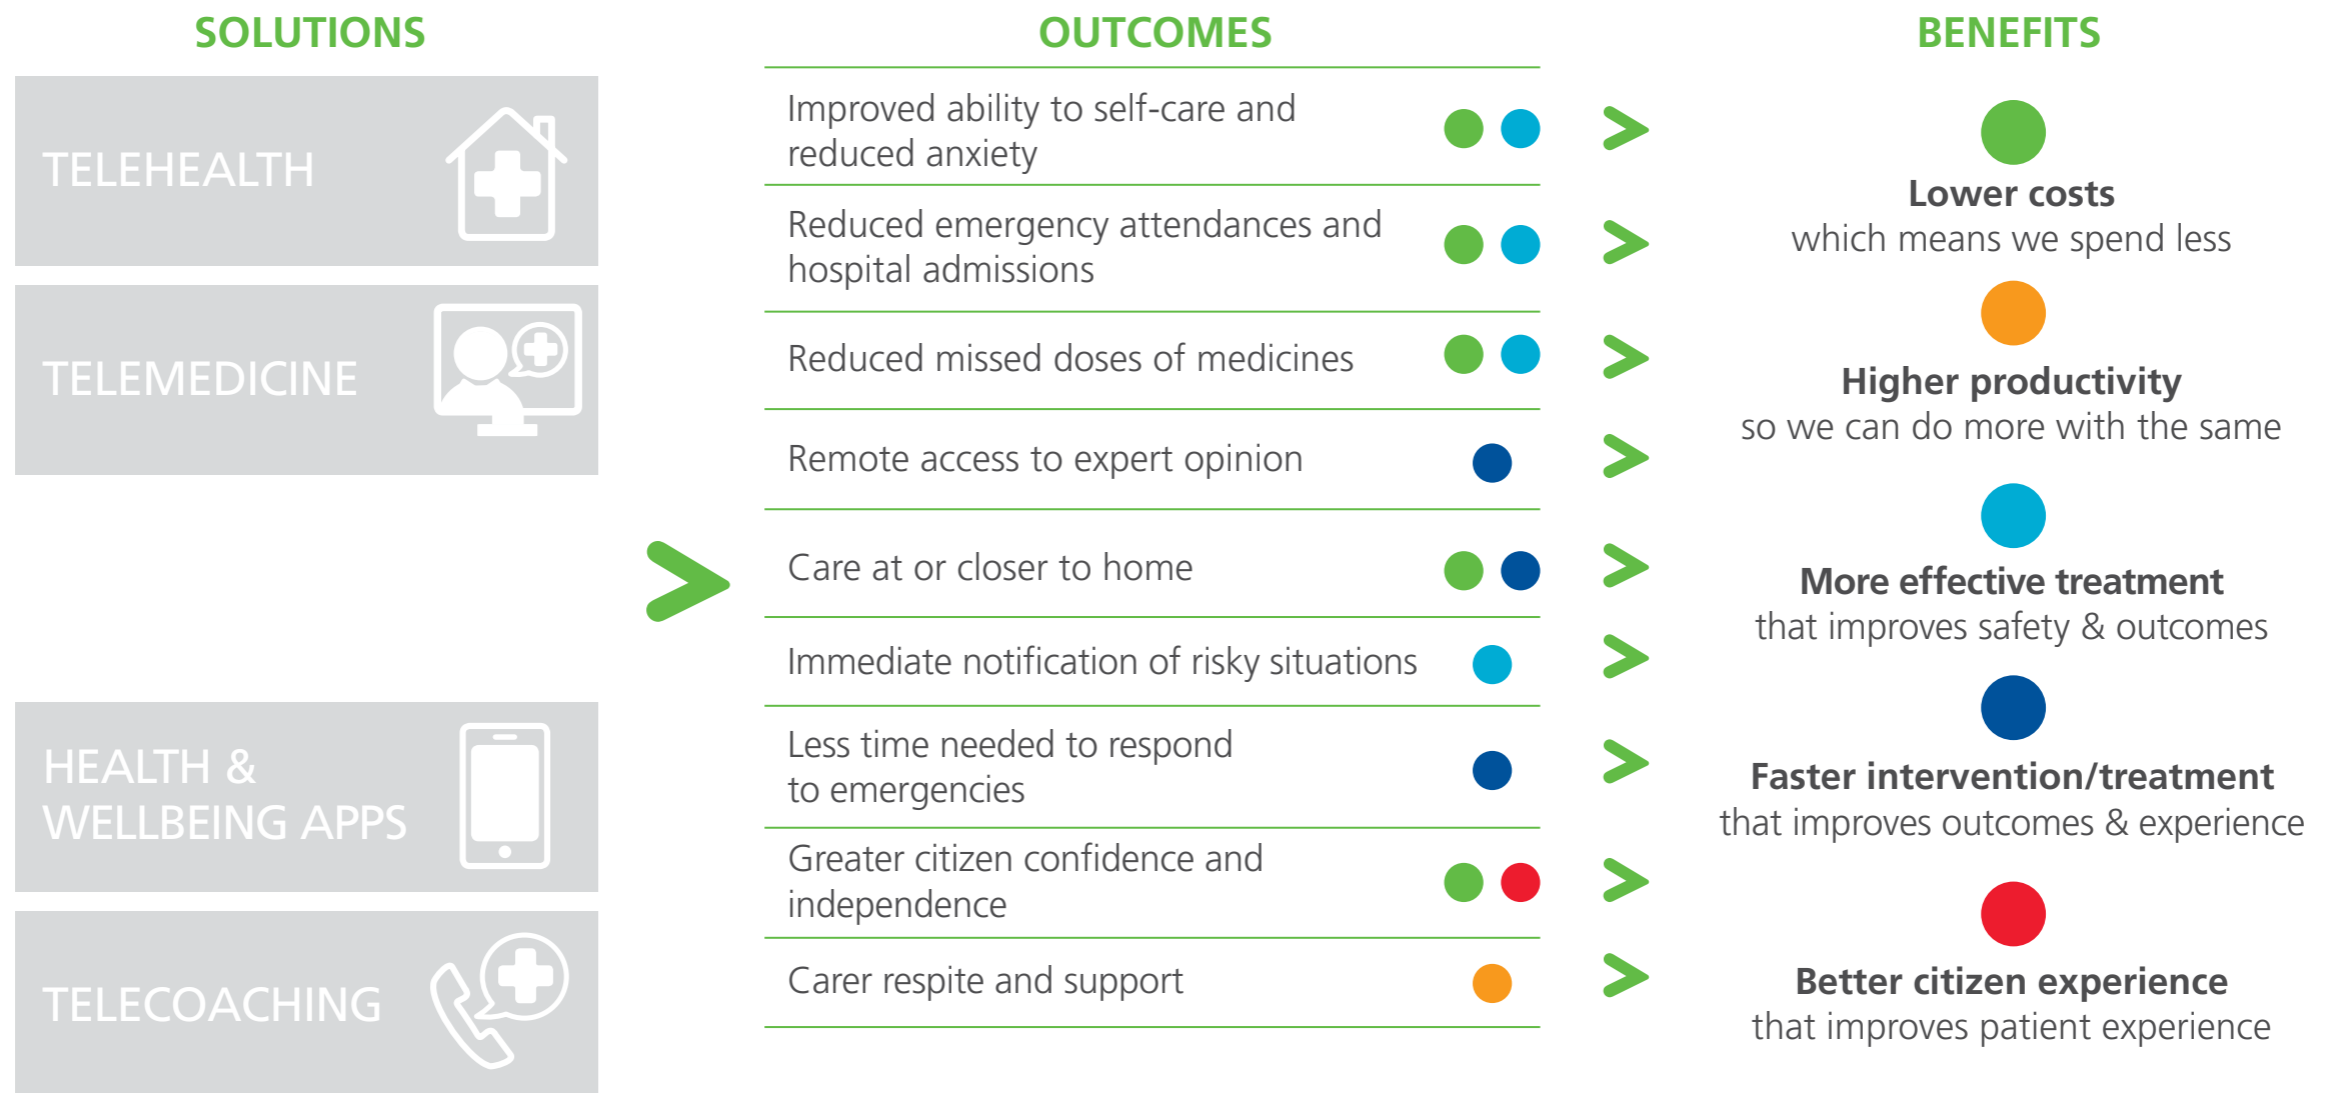 SOLUTIONS
TELEHEALTH
TELEMEDICINE
HEALTH &
WELLBEING APPS
TELECOACHING
OUTCOMES
Improved ability to self-care and
reduced anxiety
Reduced emergency attendances and
hospital admissions
Reduced missed doses of medicines
Remote access to expert opinion
Care at or closer to home
Immediate notification of risky situations
Less time needed to respond
to emergencies
Greater citizen confidence and
independence
Carer respite and support
BENEFITS
Lower costs
which means we spend less
Higher productivity
so we can do more with the same
More effective treatment
that improves safety & outcomes
Faster intervention/treatment
that improves outcomes & experience
Better citizen experience
that improves patient experience